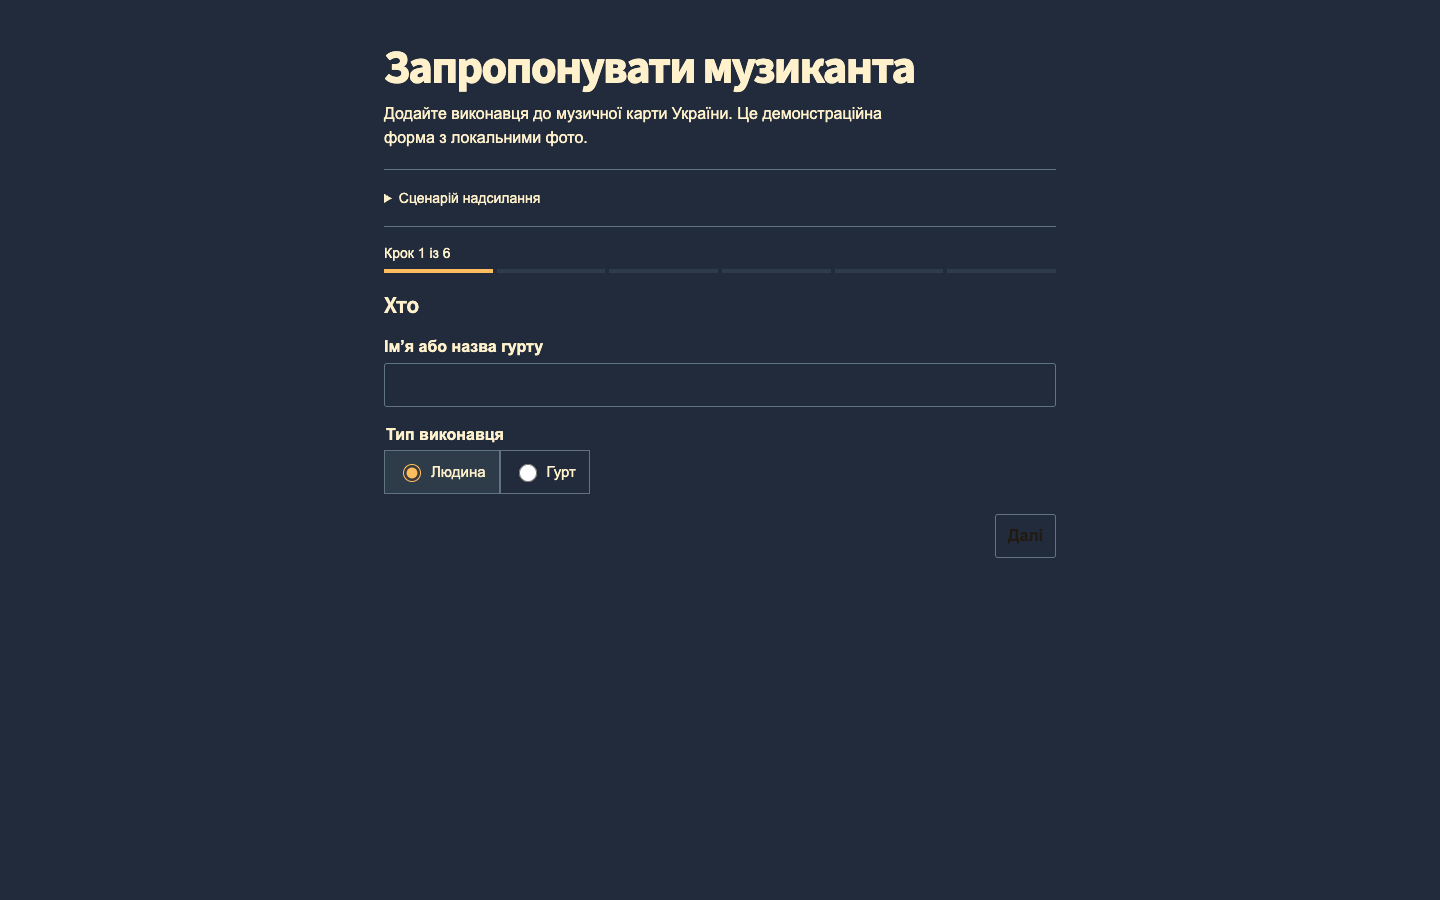 Запропонувати музиканта
Додайте виконавця до музичної карти України. Це демонстраційна
форма з локальними фото.
Сценарій надсилання
Крок 1 із 6
Хто
Ім’я або назва гурту
Тип виконавця
Людина
Гурт
Далі